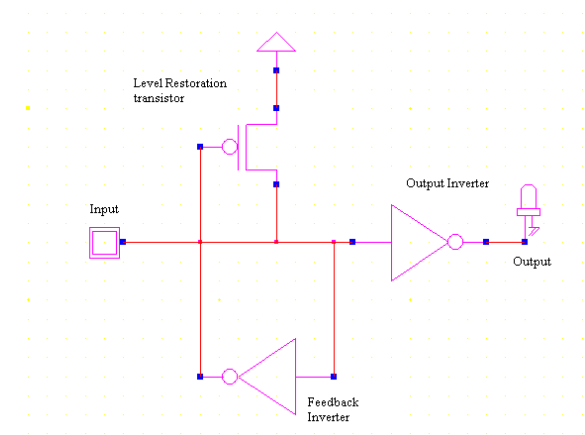 Level Restoration
transistor
Output Inverter
Input
Output
Feedback
Inverter